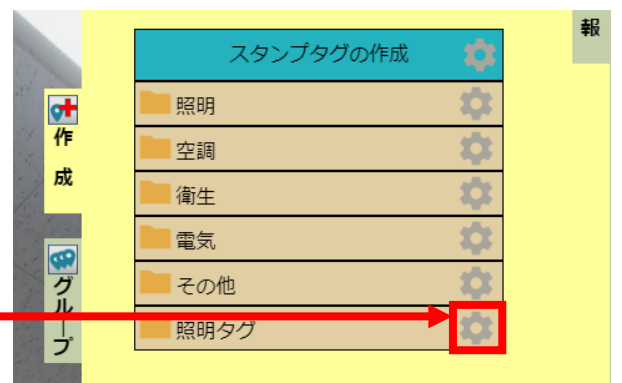 報
スタンプタグの作成
照明
空調
衛生
電気
その他
照明タグ
作成
グループ